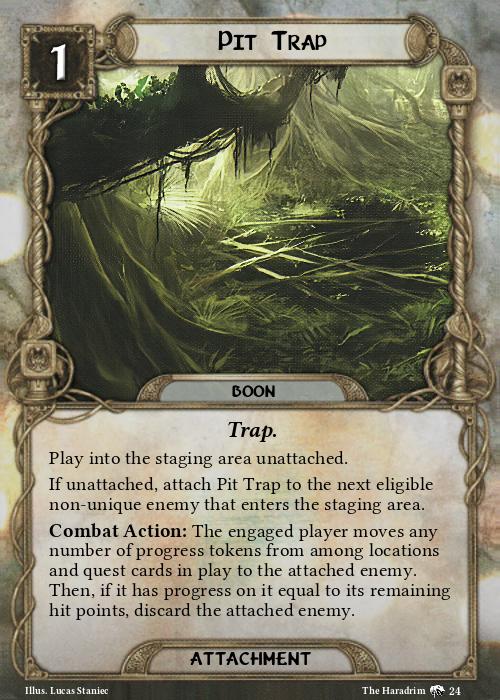 1
PIT TRAP
BOON
Trap.
Play into the staging area unattached.
If unattached, attach Pit Trap to the next eligible
non-unique enemy that enters the staging area.
Combat Action: The engaged player moves any
number of progress tokens from among locations
and quest cards in play to the attached enemy.
Then, if it has progress on it equal to its remaining
hit points, discard the attached enemy.
ATTACHMENT
Illus. Lucas Staniec
The Haradrim 24